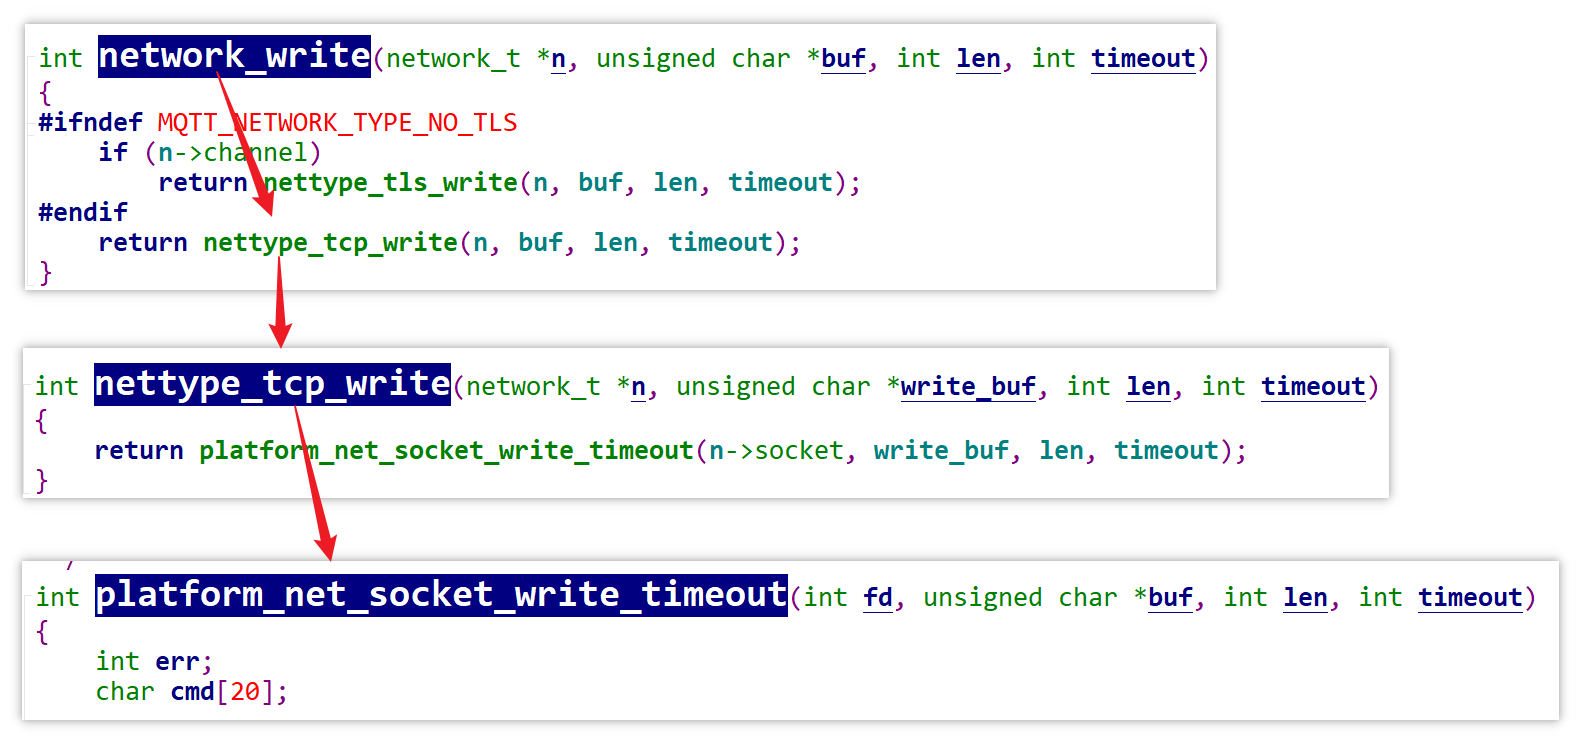 int network_write(network_t *n, unsigned char *buf, int len, int timeout)
{
#ifndef MQTT_NETWORK_TYPE_NO_TLS
    if (n->channel)
        return nettype_tls_write(n, buf, len, timeout);
#endif
    return nettype_tcp_write(n, buf, len, timeout);
}
int nettype_tcp_write(network_t *n, unsigned char *write_buf, int len, int timeout)
{
    return platform_net_socket_write_timeout(n->socket, write_buf, len, timeout);
}
int platform_net_socket_write_timeout(int fd, unsigned char *buf, int len, int timeout)
{
    int err;
    char cmd[20];